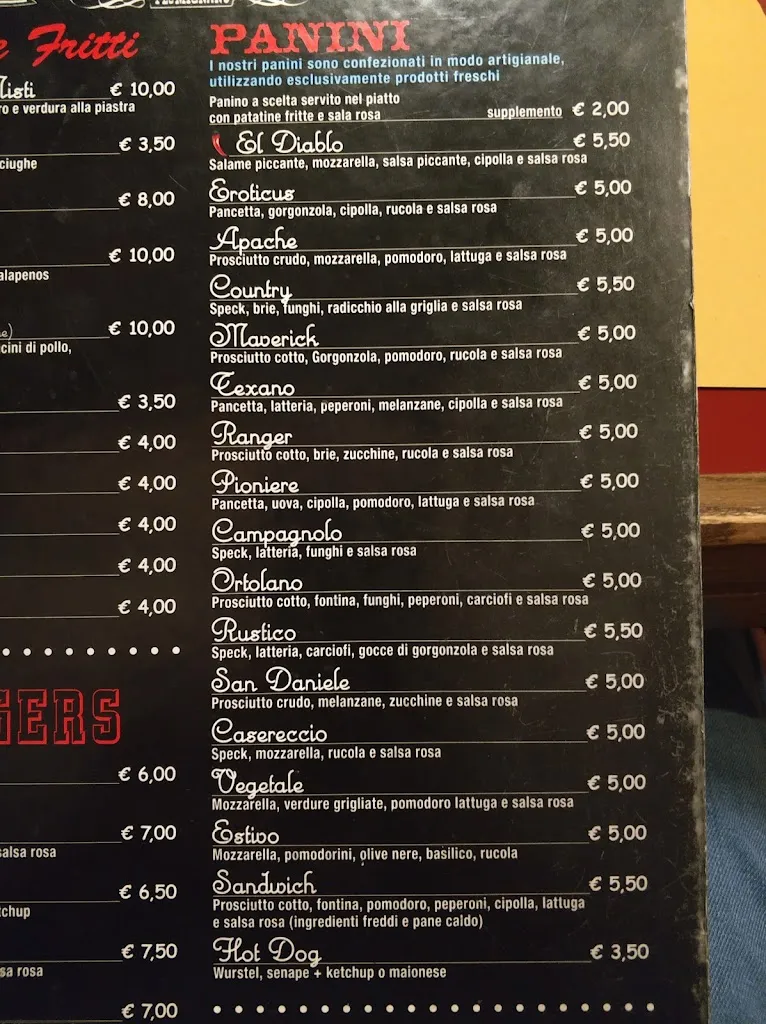 e Fritti
Misti € 10,00
ro e verdura alla piastra
€ 3,50
ciughe
€ 8,00
€ 10,00
alapenos
€ 10,00
cini di pollo,
€ 3,50
€ 4,00
€ 4,00
€ 4,00
€ 4,00
€ 4,00
GERS
€ 6,00
€ 7,00
salsa rosa
€ 6,50
tchup
€ 7,50
sa rosa
€ 7,00
PANINI
I nostri panini sono confezionati in modo artigianale,
utilizzando esclusivamente prodotti freschi
Panino a scelta servito nel piatto
con patatine fritte e sala rosa supplemento € 2,00
El Diablo € 5,50
Salame piccante, mozzarella, salsa piccante, cipolla e salsa rosa
Eroticus € 5,00
Pancetta, gorgonzola, cipolla, rucola e salsa rosa
Apache € 5,00
Prosciutto crudo, mozzarella, pomodoro, lattuga e salsa rosa
Country € 5,50
Speck, brie, funghi, radicchio alla griglia e salsa rosa
Maverick € 5,00
Prosciutto cotto, Gorgonzola, pomodoro, rucola e salsa rosa
Texano € 5,00
Pancetta, latteria, peperoni, melanzane, cipolla e salsa rosa
Ranger € 5,00
Prosciutto cotto, brie, zucchine, rucola e salsa rosa
Pioniere € 5,00
Pancetta, uova, cipolla, pomodoro, lattuga e salsa rosa
Campagnolo € 5,00
Speck, latteria, funghi e salsa rosa
Ortolano € 5,00
Prosciutto cotto, fontina, funghi, peperoni, carciofi e salsa rosa
Rustico € 5,50
Speck, latteria, carciofi, gocce di gorgonzola e salsa rosa
San Daniele € 5,00
Prosciutto crudo, melanzane, zucchine e salsa rosa
Casereccio € 5,00
Speck, mozzarella, rucola e salsa rosa
Vegetale € 5,00
Mozzarella, verdure grigliate, pomodoro lattuga e salsa rosa
Estivo € 5,00
Mozzarella, pomodorini, olive nere, basilico, rucola
Sandwich € 5,50
Prosciutto cotto, fontina, pomodoro, peperoni, cipolla, lattuga
e salsa rosa (ingredienti freddi e pane caldo)
Hot Dog € 3,50
Wurstel, senape + ketchup o maionese